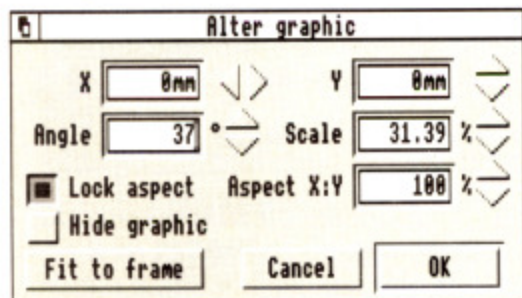 Alter graphic
X 0mm Y 0mm
Angle 37 ° Scale 31.39 %
Lock aspect Aspect X:Y 100 %
Hide graphic
Fit to frame Cancel OK